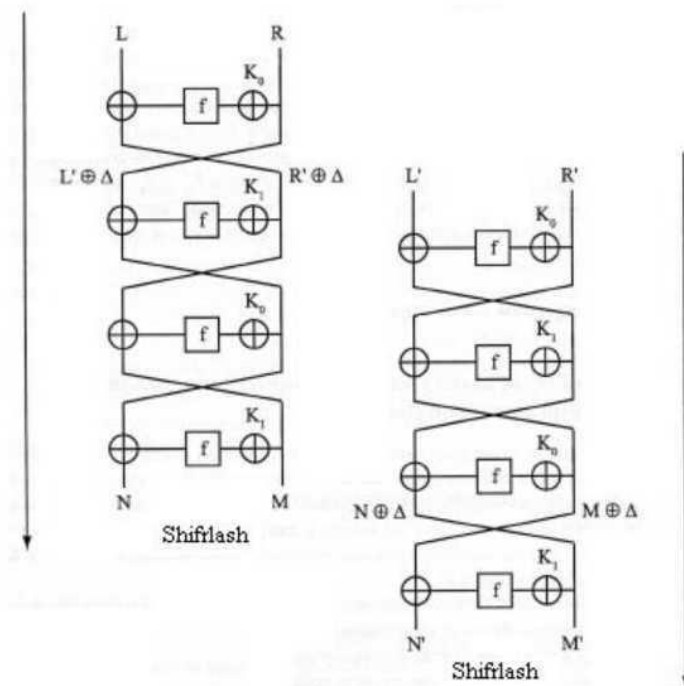 L R
K₀
f
L' ⊕ Δ R' ⊕ Δ
K₁
f
K₀
f
K₁
f
N M
Shifrlash
L' R'
K₀
f
K₁
f
K₀
f
N ⊕ Δ M ⊕ Δ
K₁
f
N' M'
Shifrlash